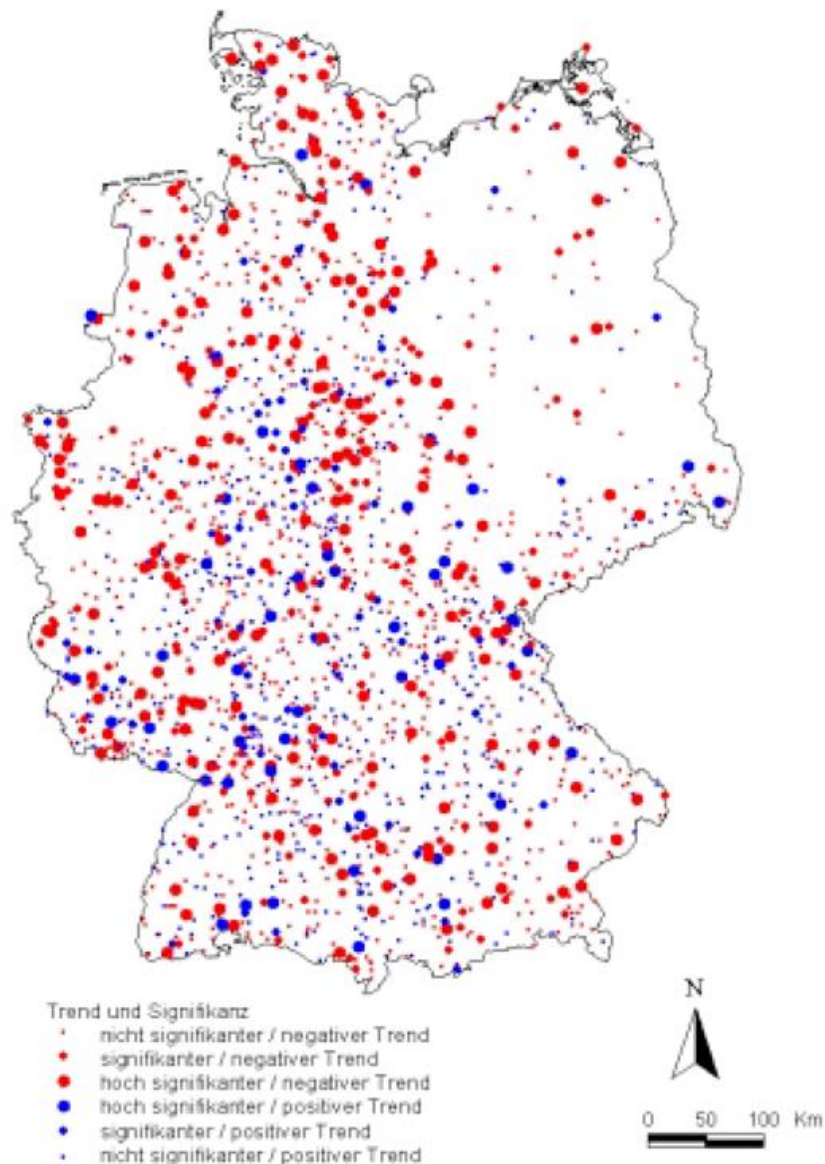 Trend und Signifikanz
nicht signifikanter / negativer Trend
signifikanter / negativer Trend
hoch signifikanter / negativer Trend
hoch signifikanter / positiver Trend
signifikanter / positiver Trend
nicht signifikanter / positiver Trend
N
0 50 100 Km